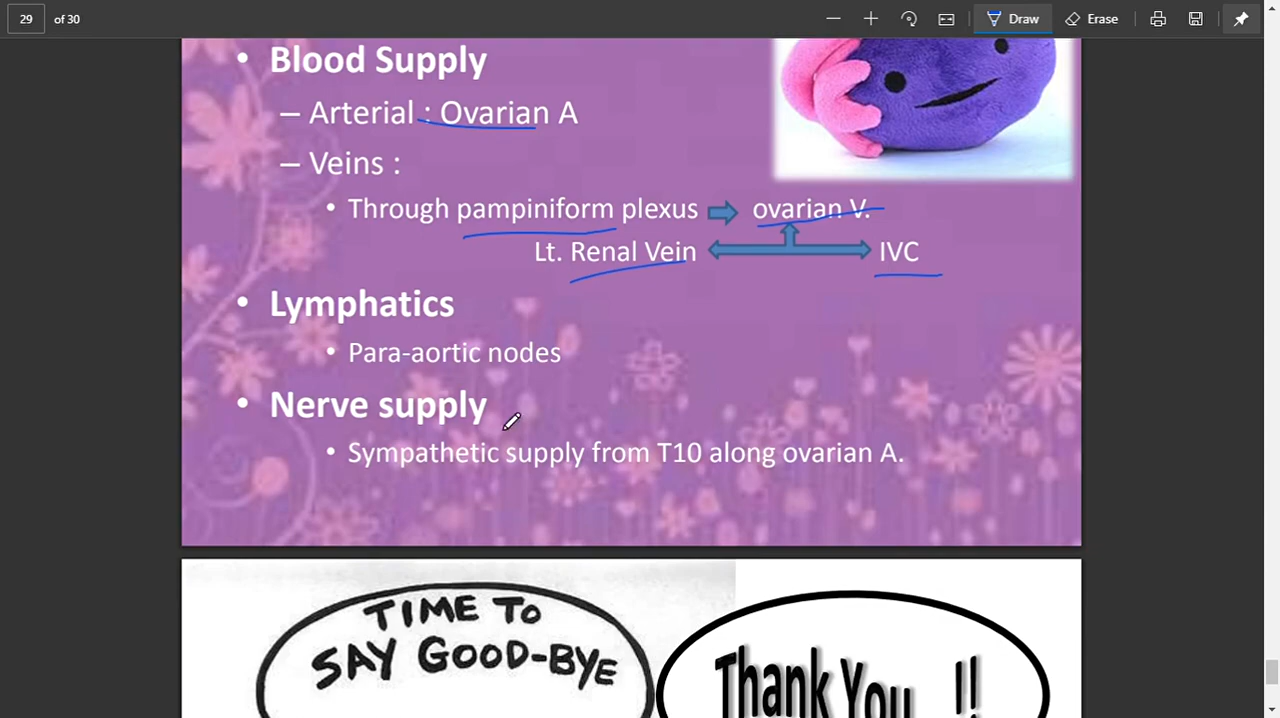 29 of 30
Draw
Erase
• Blood Supply
– Arterial : Ovarian A
– Veins :
• Through pampiniform plexus ovarian V.
Lt. Renal Vein IVC
• Lymphatics
• Para-aortic nodes
• Nerve supply
• Sympathetic supply from T10 along ovarian A.
TIME TO
SAY GOOD-BYE
Thank You !!